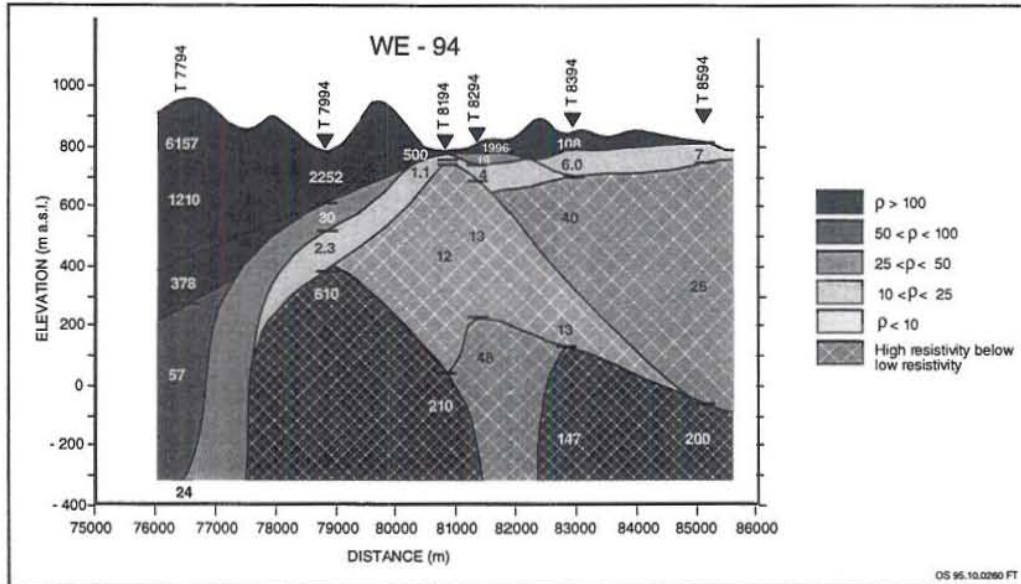 WE - 94
T 7794
T 7994
T 8194
T 8294
T 8394
T 8594
ELEVATION (m a.s.l.)
1000
800
600
400
200
0
- 200
- 400
6157
1210
378
57
24
2252
30
2.3
610
500
1.1
12
210
1996
4
13
48
108
6.0
40
13
147
7
25
200
75000 76000 77000 78000 79000 80000 81000 82000 83000 84000 85000 86000
DISTANCE (m)
ρ > 100
50 < ρ < 100
25 < ρ < 50
10 < ρ < 25
ρ < 10
High resistivity below
low resistivity
OS 95.10.0260 FT